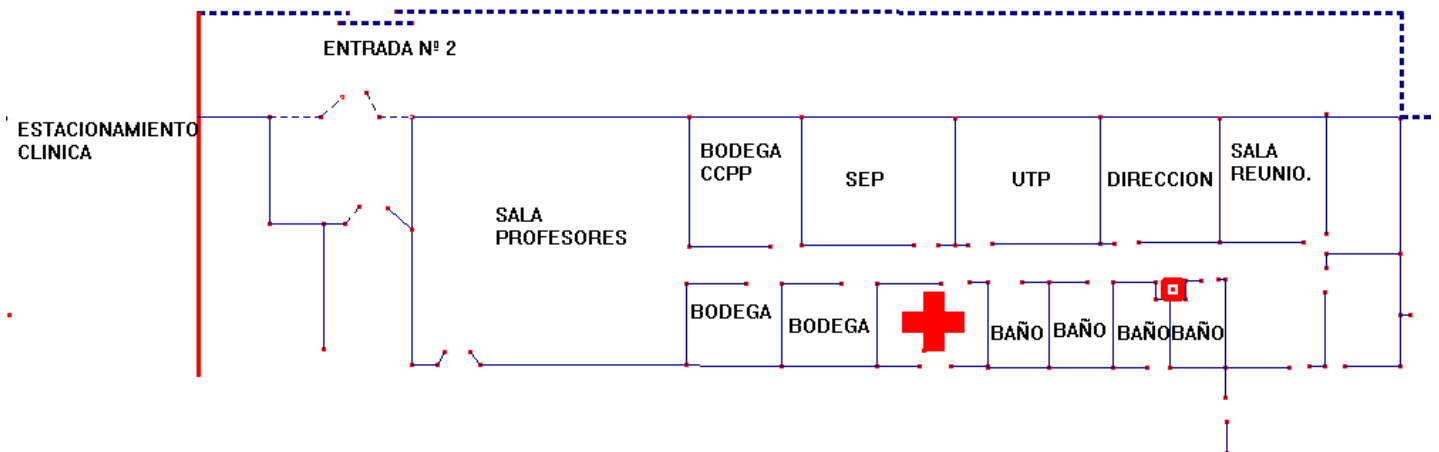 ENTRADA Nº 2
ESTACIONAMIENTO
CLINICA
BODEGA
CCPP
SEP
UTP
DIRECCION
SALA
REUNIO.
SALA
PROFESORES
BODEGA
BODEGA
BAÑO
BAÑO
BAÑO
BAÑO